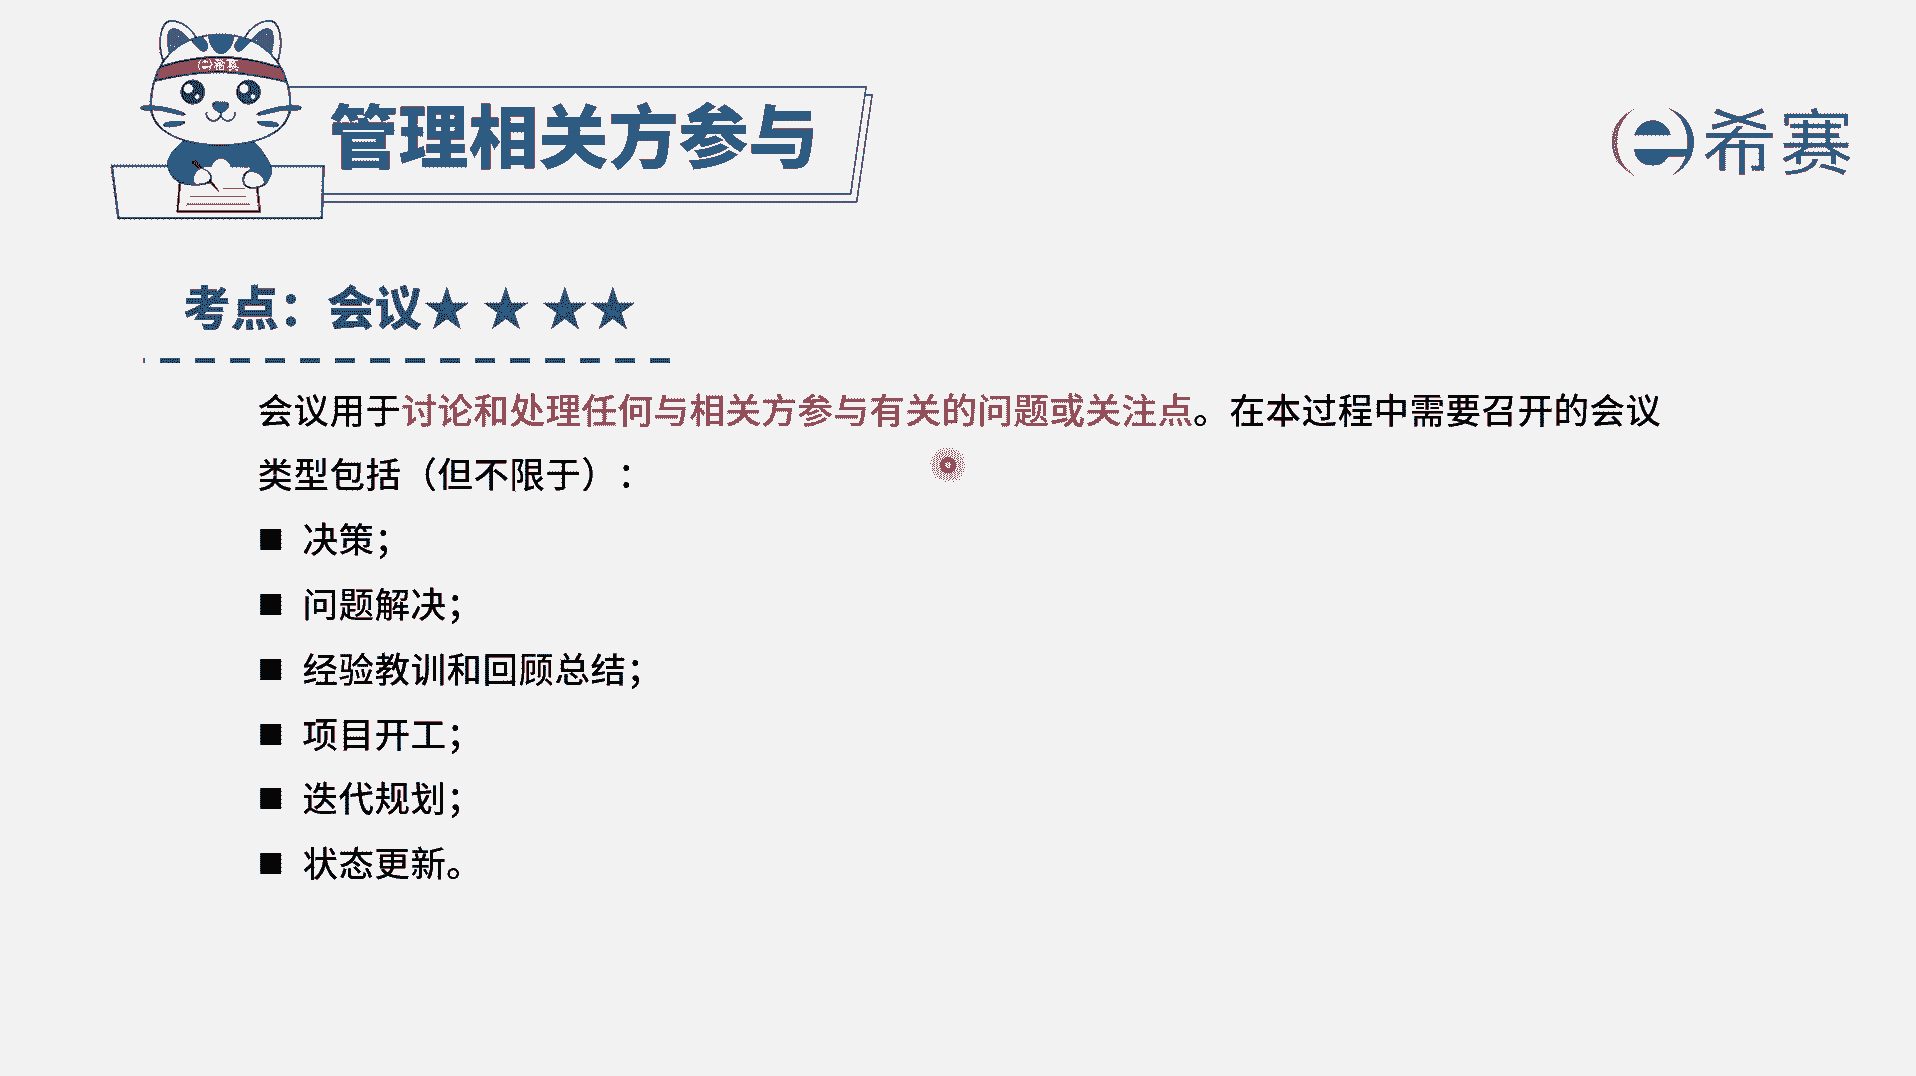 希赛
管理相关方参与
希赛
考点：会议★ ★ ★★
会议用于讨论和处理任何与相关方参与有关的问题或关注点。在本过程中需要召开的会议
类型包括（但不限于）：
■ 决策；
■ 问题解决；
■ 经验教训和回顾总结；
■ 项目开工；
■ 迭代规划；
■ 状态更新。